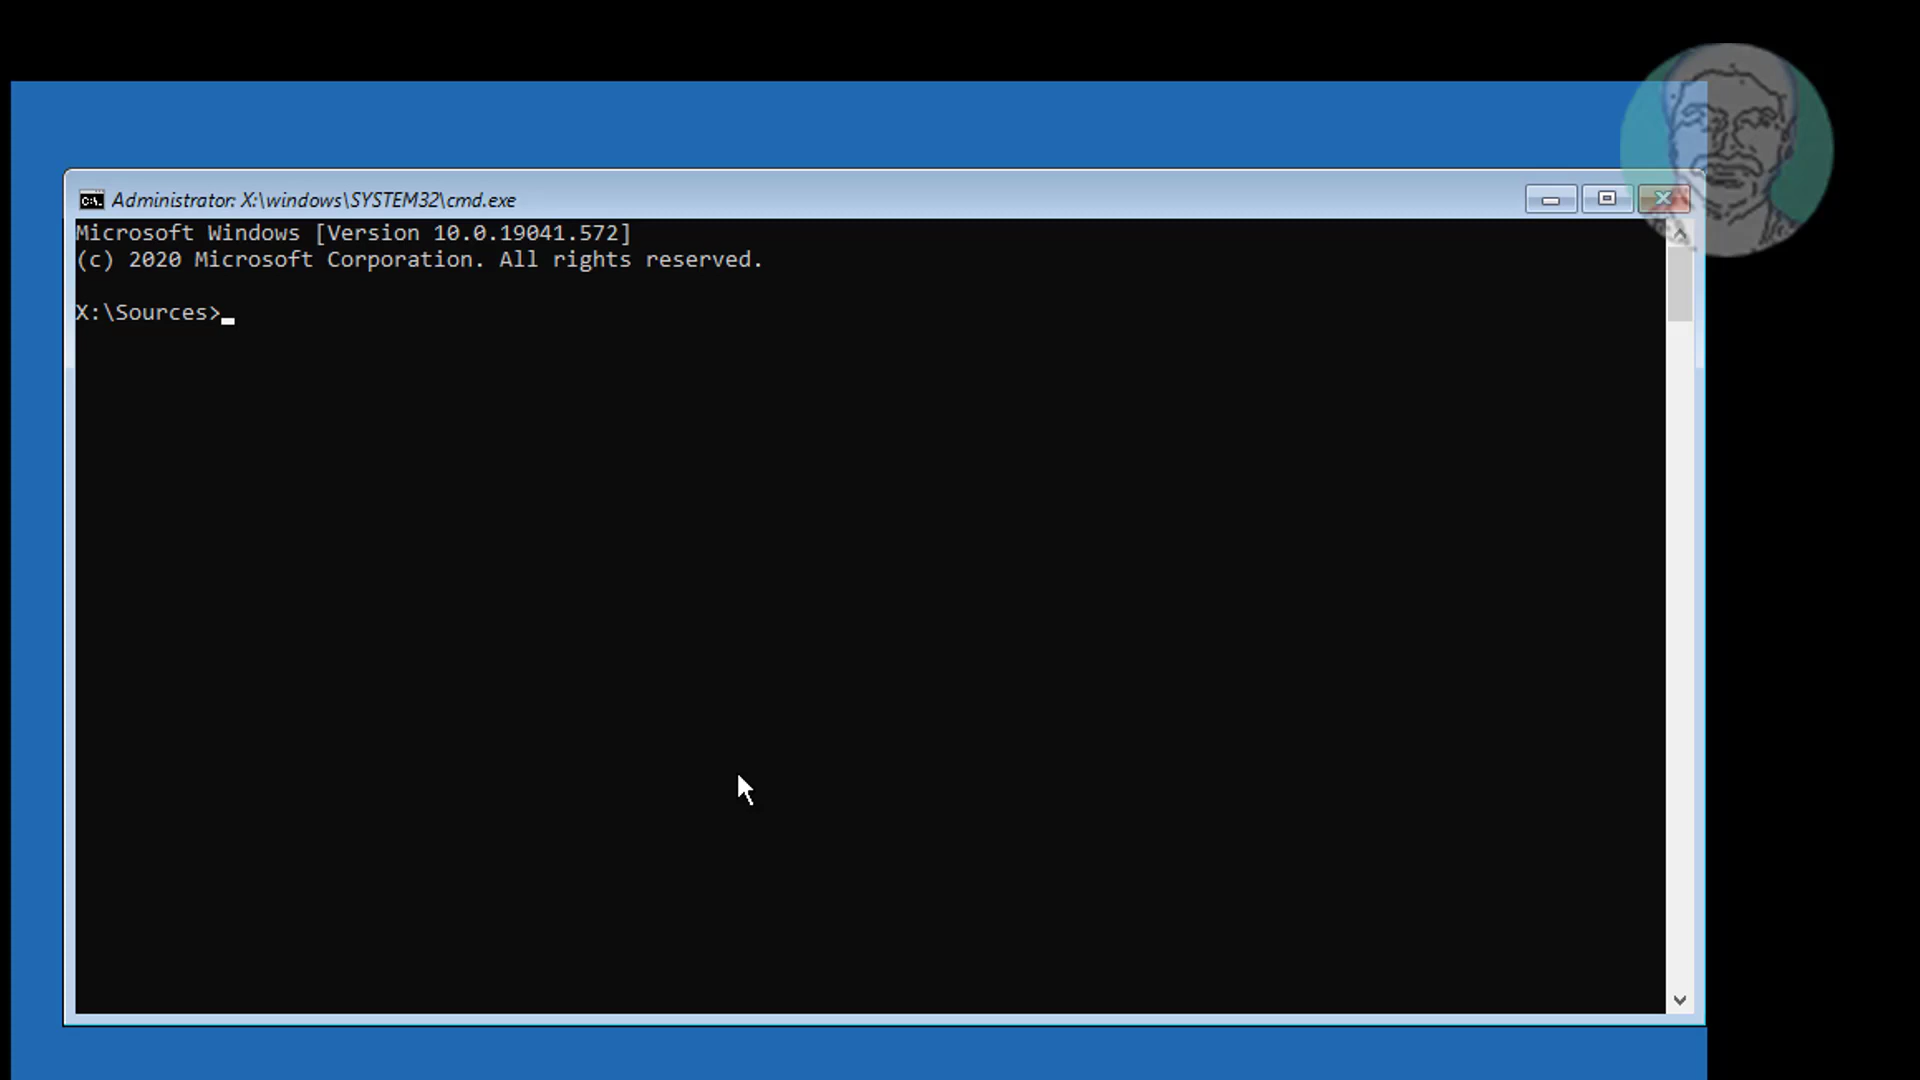 Administrator: X:\windows\SYSTEM32\cmd.exe
Microsoft Windows [Version 10.0.19041.572]
(c) 2020 Microsoft Corporation. All rights reserved.
X:\Sources>